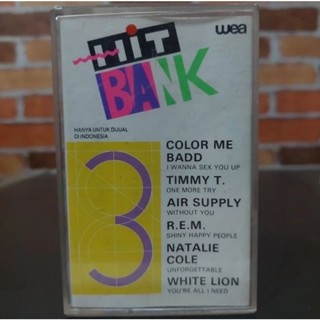 HIT
BANK
wea
HANYA UNTUK DIJUAL
DI INDONESIA
3
COLOR ME
BADD
I WANNA SEX YOU UP
TIMMY T.
ONE MORE TRY
AIR SUPPLY
WITHOUT YOU
R.E.M.
SHINY HAPPY PEOPLE
NATALIE
COLE
UNFORGETTABLE
WHITE LION
YOU'RE ALL I NEED